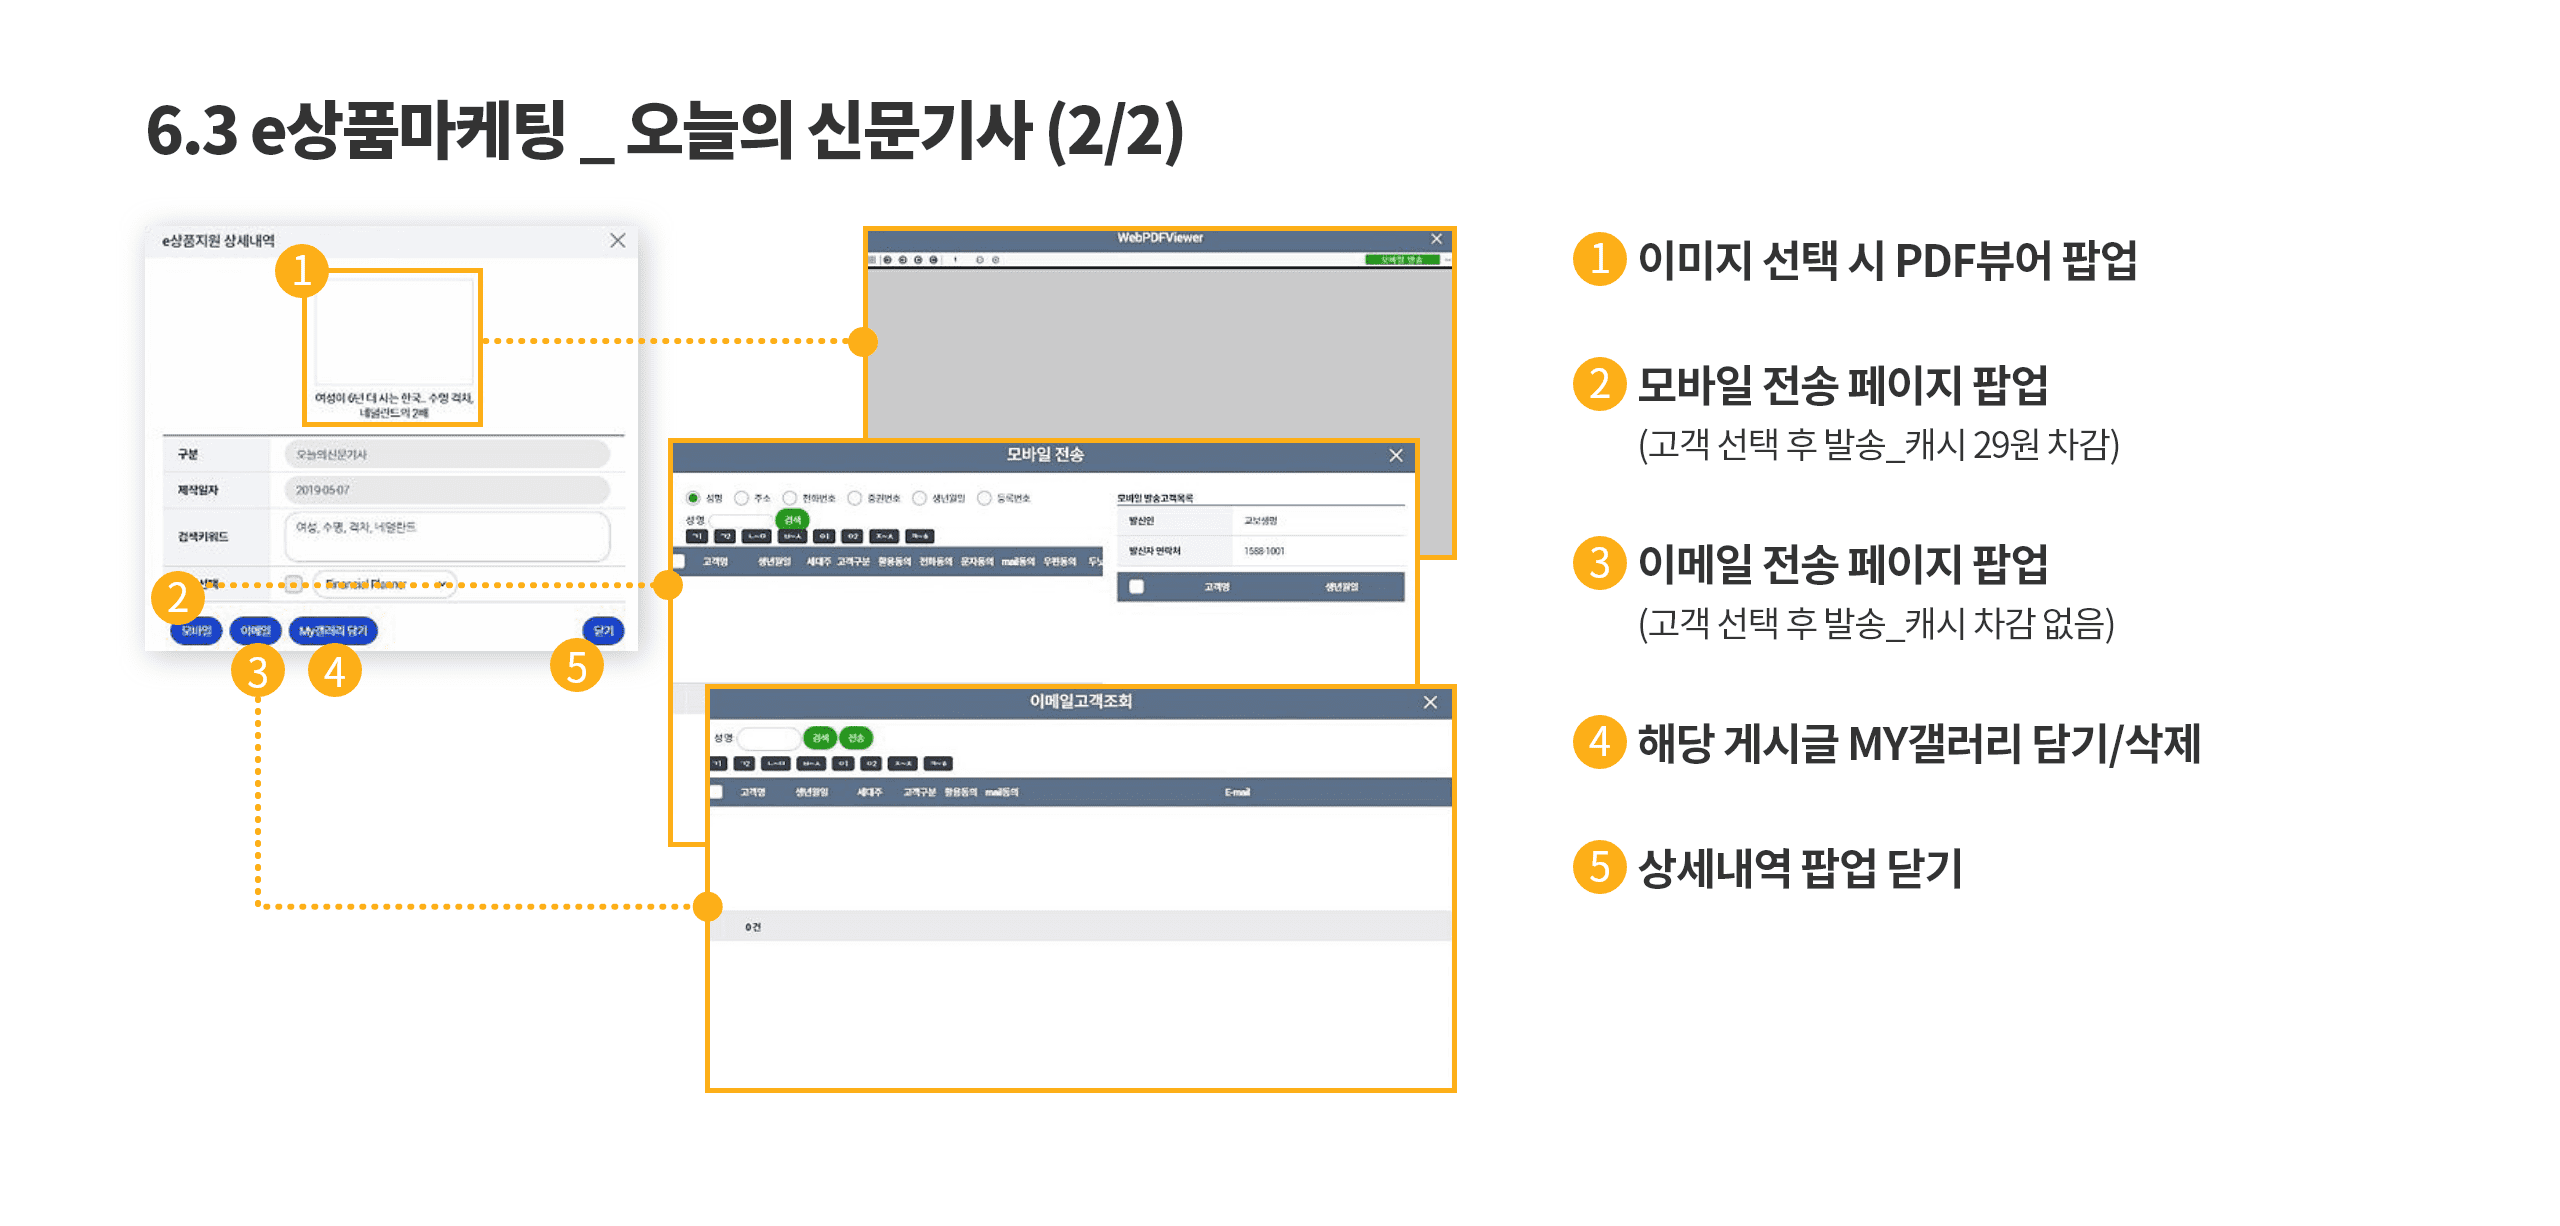 6.3 e상품마케팅 _ 오늘의 신문기사 (2/2)
e상품지원 상세내역
1
여성이 6년 더 사는 한국.. 수명 격차,
네덜란드의 2배
구분 오늘의신문기사
제작일자 2019-05-07
검색키워드 여성, 수명, 격차, 네덜란드
Financial Planner
2
모바일 이메일 My갤러리 담기 닫기
3 4 5
WebPDFViewer
모바일 발송
모바일 전송
성명 주소 전화번호 증권번호 생년월일 등록번호
성명 검색
ㄱ1 ㄱ2 ㄴ~ㅁ ㅂ~ㅅ ㅇ1 ㅇ2 ㅈ~ㅊ ㅋ~ㅎ
고객명 생년월일 세대주 고객구분 활용동의 전화동의 문자동의 mail동의 우편동의
모바일 발송고객목록
발신인 교보생명
발신자 연락처 1588-1001
고객명 생년월일
이메일고객조회
성명 검색 전송
ㄱ1 ㄱ2 ㄴ~ㅁ ㅂ~ㅅ ㅇ1 ㅇ2 ㅈ~ㅊ ㅋ~ㅎ
고객명 생년월일 세대주 고객구분 활용동의 mail동의 E-mail
0 건
1 이미지 선택 시 PDF뷰어 팝업
2 모바일 전송 페이지 팝업
(고객 선택 후 발송_캐시 29원 차감)
3 이메일 전송 페이지 팝업
(고객 선택 후 발송_캐시 차감 없음)
4 해당 게시글 MY갤러리 담기/삭제
5 상세내역 팝업 닫기